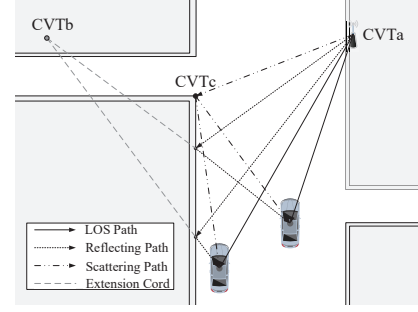 CVTb
CVTa
CVTc
LOS Path
Reflecting Path
Scattering Path
Extension Cord